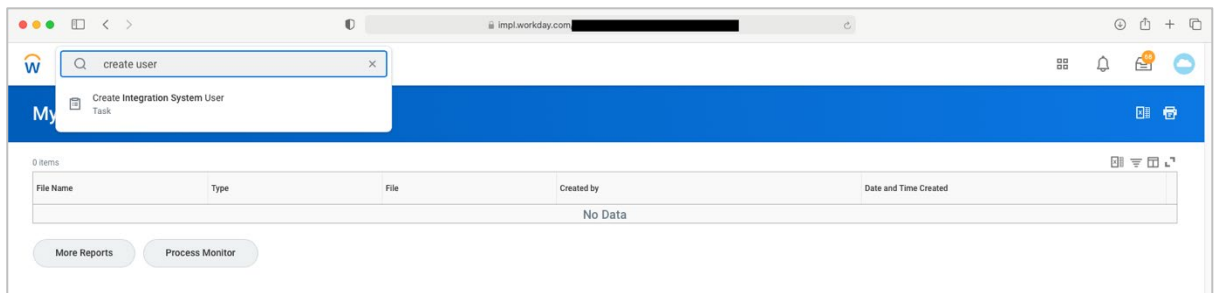 impl.workday.com
W
create user
Create Integration System User
Task
My
0 items
File Name Type File Created by Date and Time Created
No Data
More Reports Process Monitor